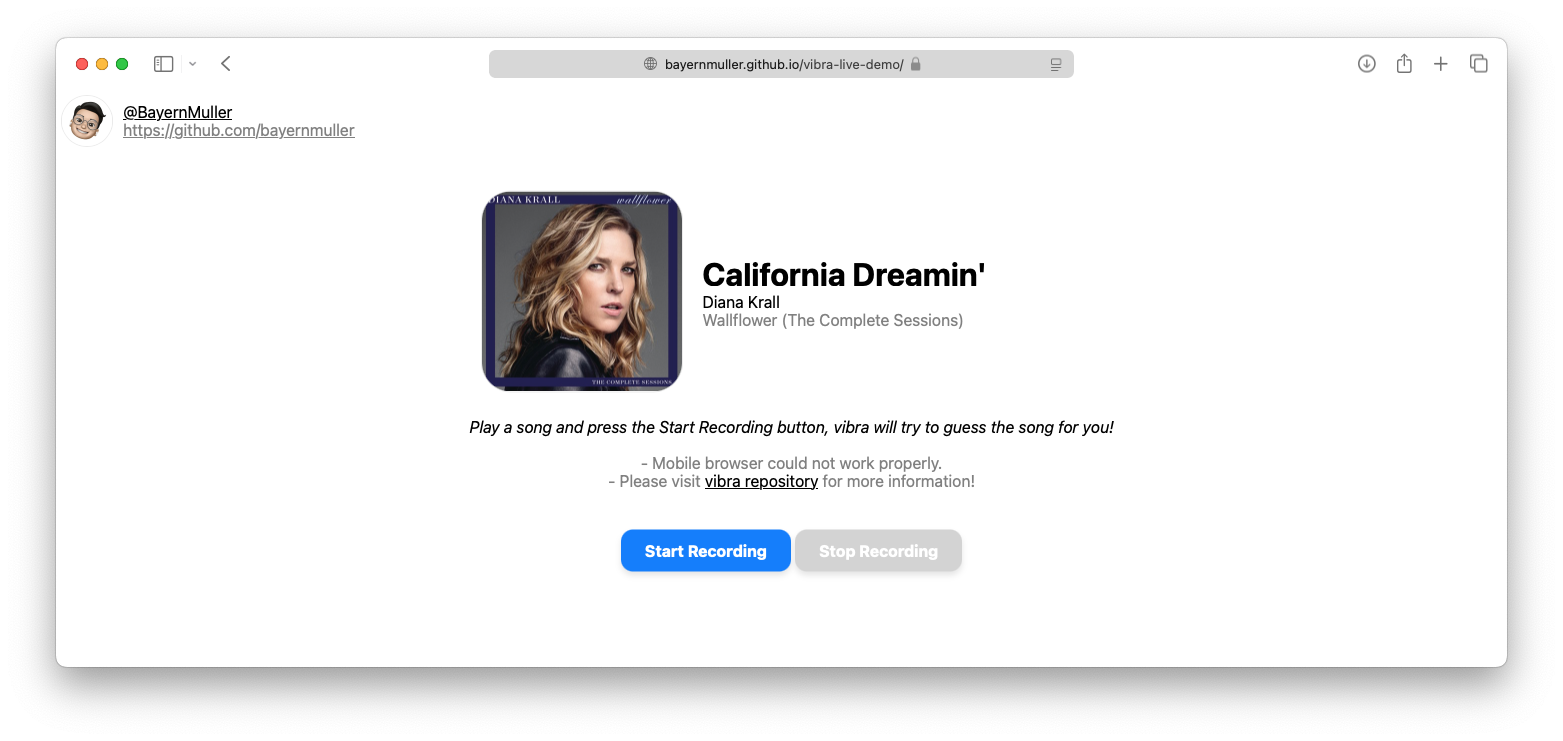 bayernmuller.github.io/vibra-live-demo/
@BayernMuller
https://github.com/bayernmuller
DIANA KRALL wallflower
THE COMPLETE SESSIONS
California Dreamin'
Diana Krall
Wallflower (The Complete Sessions)
Play a song and press the Start Recording button, vibra will try to guess the song for you!
- Mobile browser could not work properly.
- Please visit vibra repository for more information!
Start Recording Stop Recording